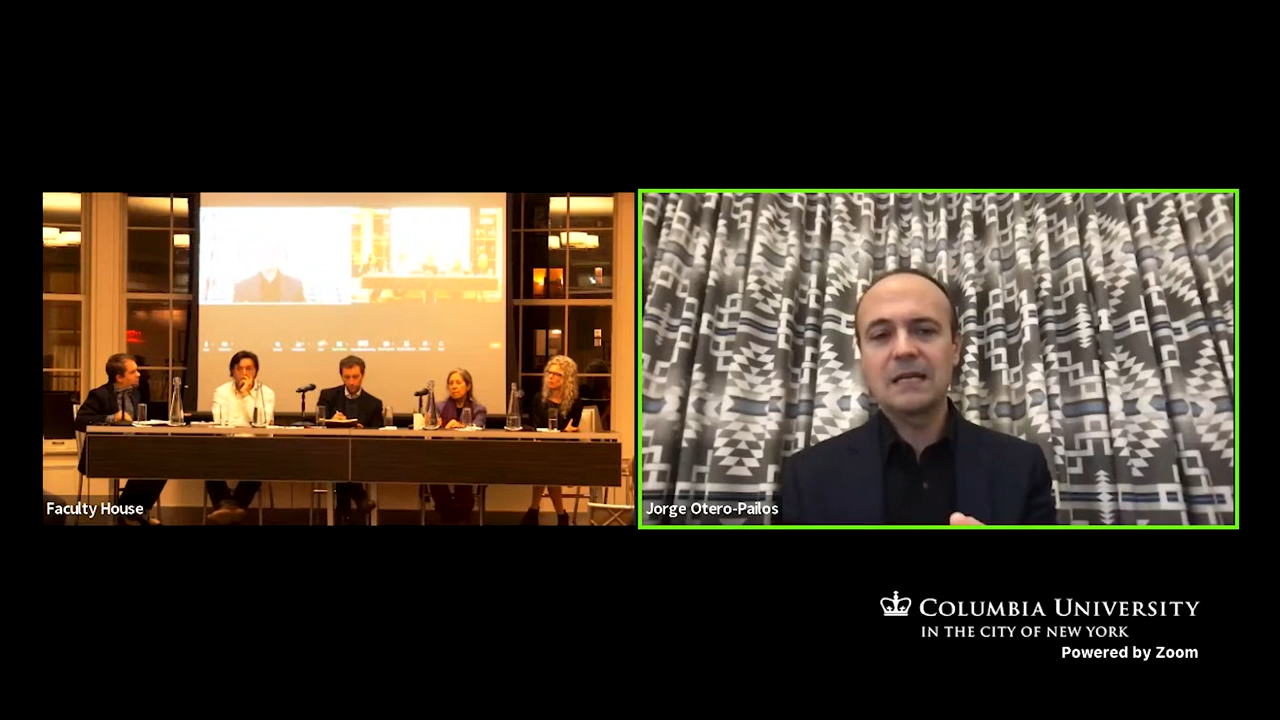 Faculty House
Jorge Otero-Pailos
COLUMBIA UNIVERSITY
IN THE CITY OF NEW YORK
Powered by Zoom